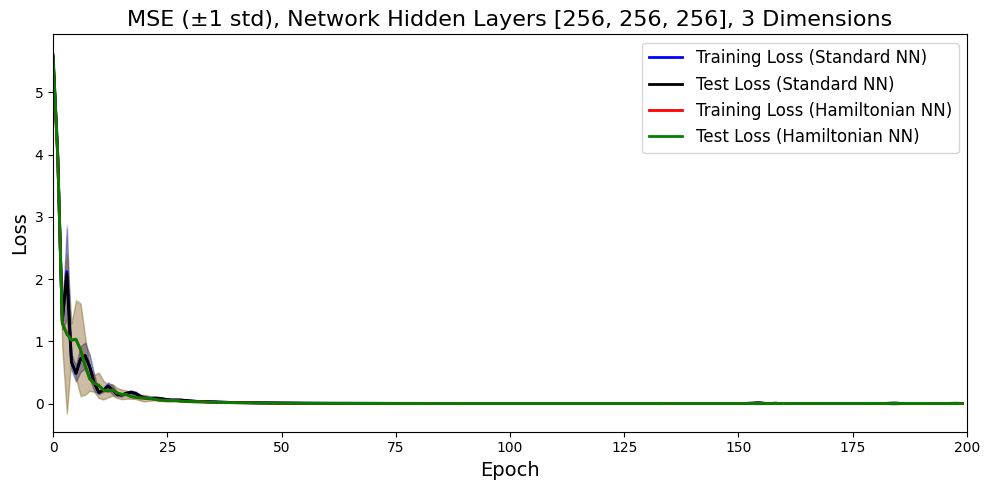 MSE (±1 std), Network Hidden Layers [256, 256, 256], 3 Dimensions
Training Loss (Standard NN)
Test Loss (Standard NN)
Training Loss (Hamiltonian NN)
Test Loss (Hamiltonian NN)
Loss
5
4
3
2
1
0
0 25 50 75 100 125 150 175 200
Epoch